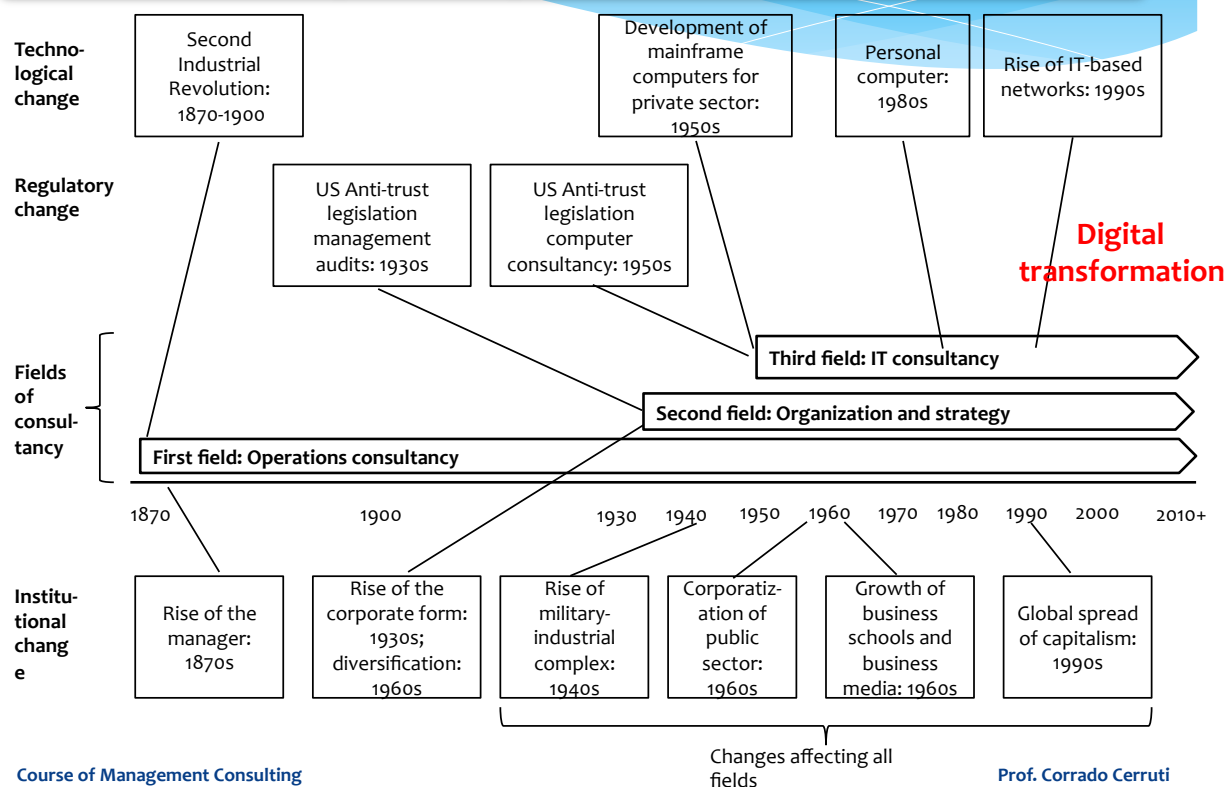 Techno-
logical
change
Second
Industrial
Revolution:
1870-1900
Development of
mainframe
computers for
private sector:
1950s
Personal
computer:
1980s
Rise of IT-based
networks: 1990s
Regulatory
change
US Anti-trust
legislation
management
audits: 1930s
US Anti-trust
legislation
computer
consultancy: 1950s
Digital
transformation
Fields
of
consul-
tancy
Third field: IT consultancy
Second field: Organization and strategy
First field: Operations consultancy
1870 1900 1930 1940 1950 1960 1970 1980 1990 2000 2010+
Institu-
tional
chang
e
Rise of the
manager:
1870s
Rise of the
corporate form:
1930s;
diversification:
1960s
Rise of
military-
industrial
complex:
1940s
Corporatiz-
ation of
public
sector:
1960s
Growth of
business
schools and
business
media: 1960s
Global spread
of capitalism:
1990s
Changes affecting all
fields
Course of Management Consulting
Prof. Corrado Cerruti